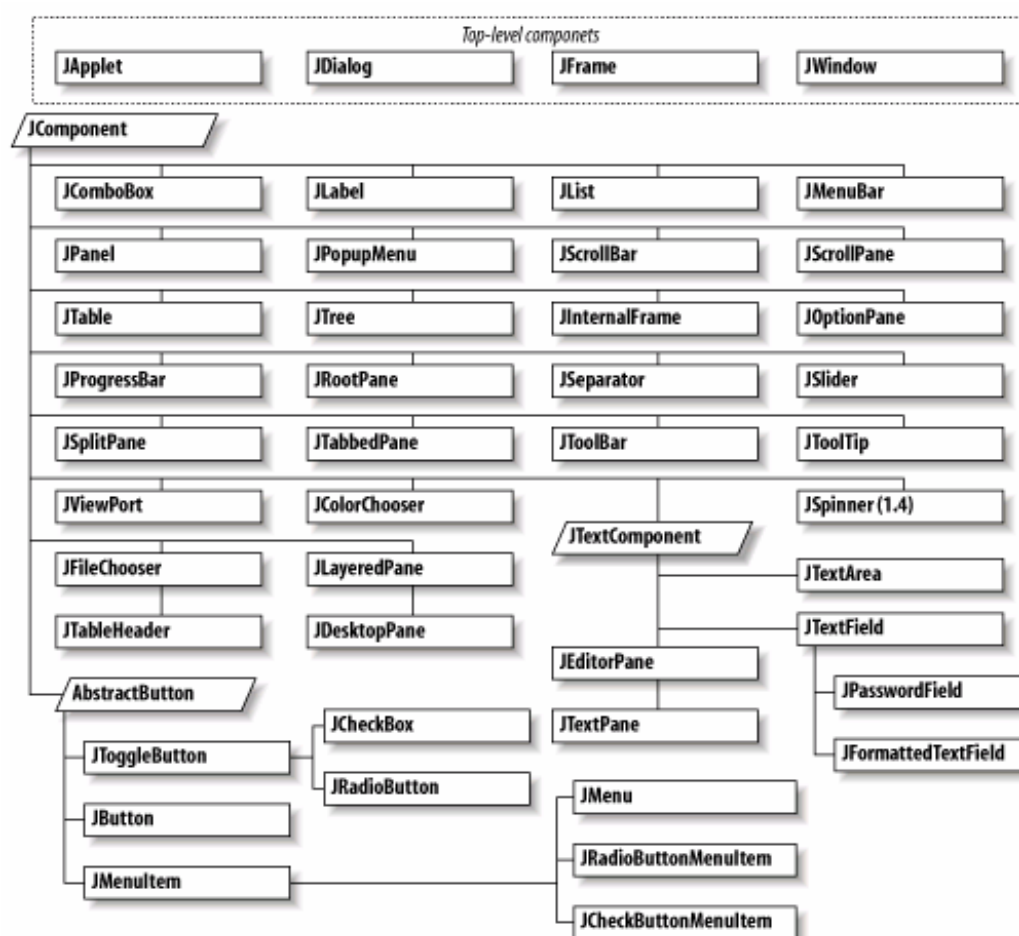 Top-level componets
JApplet
JDialog
JFrame
JWindow
JComponent
JComboBox
JLabel
JList
JMenuBar
JPanel
JPopupMenu
JScrollBar
JScrollPane
JTable
JTree
JInternalFrame
JOptionPane
JProgressBar
JRootPane
JSeparator
JSlider
JSplitPane
JTabbedPane
JToolBar
JToolTip
JViewPort
JColorChooser
JSpinner (1.4)
JTextComponent
JFileChooser
JLayeredPane
JTextArea
JTableHeader
JDesktopPane
JTextField
JEditorPane
JPasswordField
AbstractButton
JTextPane
JCheckBox
JFormattedTextField
JToggleButton
JRadioButton
JMenu
JButton
JRadioButtonMenuItem
JMenuItem
JCheckButtonMenuItem